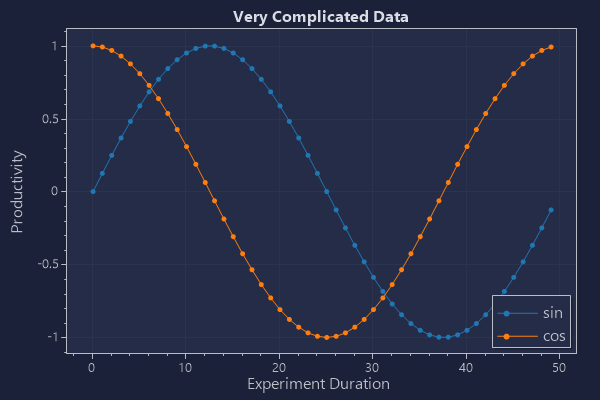 Very Complicated Data
1
0.5
0
-0.5
-1
Productivity
0 10 20 30 40 50
Experiment Duration
sin
cos